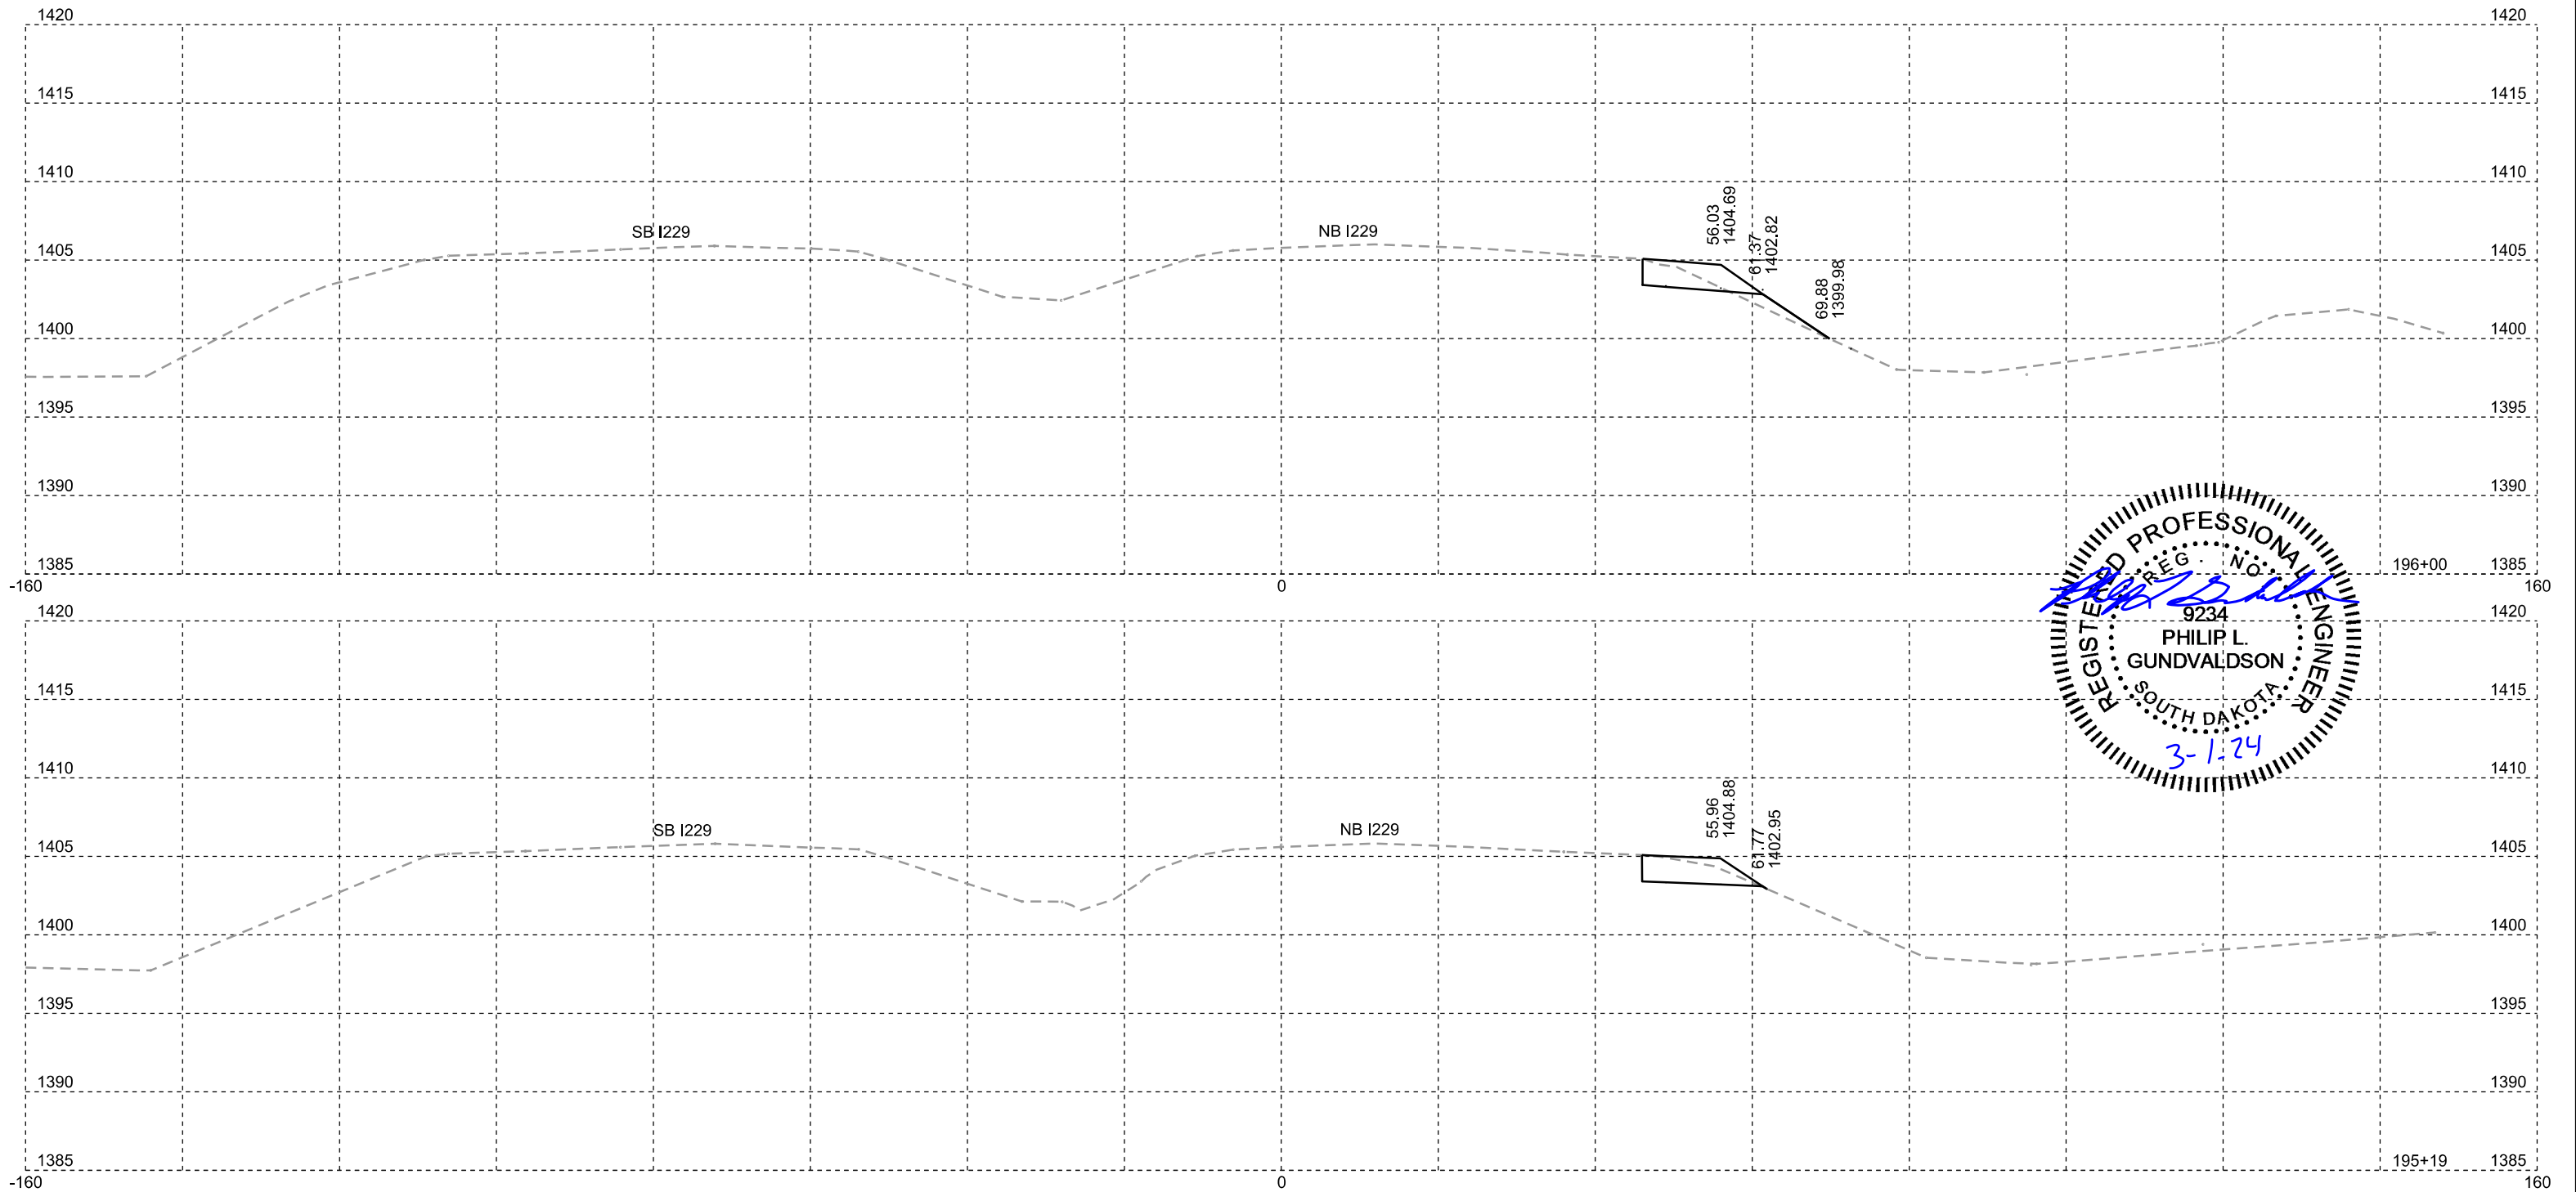 1420 1420
1415 1415
1410 1410
56.03
1404.69
61.37
1402.82
SB I229 NB I229
1405 1405
69.88
1399.98
1400 1400
1395 1395
1390 1390
1385 196+00 1385
-160 0 160
REGISTERED PROFESSIONAL ENGINEER
REG. NO.
9234
PHILIP L.
GUNDVALDSON
SOUTH DAKOTA
3-1-24
1420 1420
1415 1415
1410 1410
55.96
1404.88
61.77
1402.95
SB I229 NB I229
1405 1405
1400 1400
1395 1395
1390 1390
1385 195+19 1385
-160 0 160